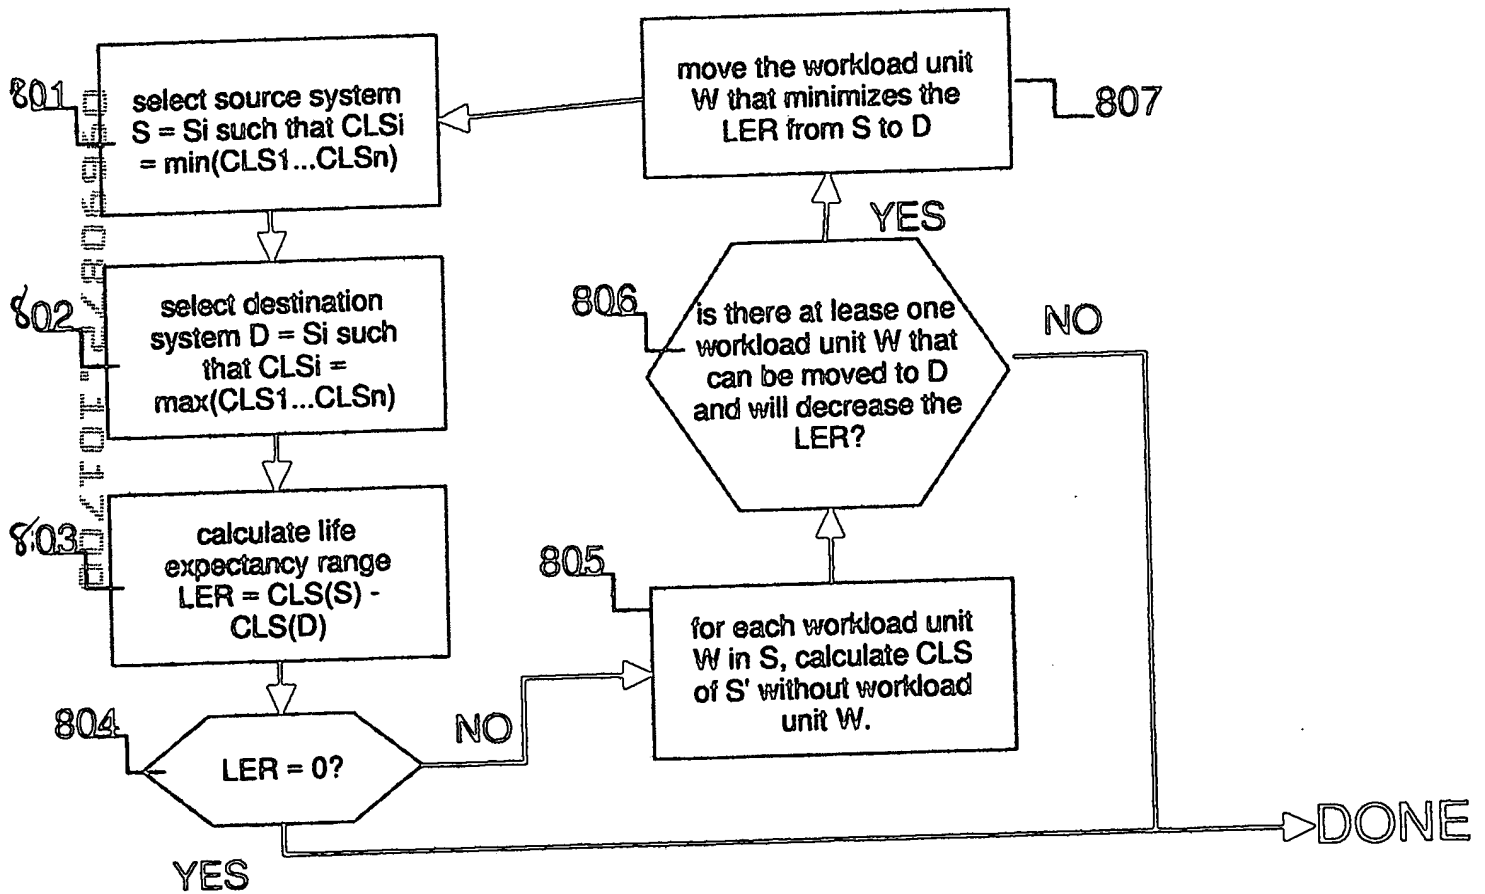 801
select source system
S = Si such that CLSi
= min(CLS1...CLSn)
802
select destination
system D = Si such
that CLSi =
max(CLS1...CLSn)
803
calculate life
expectancy range
LER = CLS(S) -
CLS(D)
804
LER = 0?
NO
YES
805
for each workload unit
W in S, calculate CLS
of S' without workload
unit W.
806
is there at lease one
workload unit W that
can be moved to D
and will decrease the
LER?
YES
NO
move the workload unit
W that minimizes the
LER from S to D
807
DONE